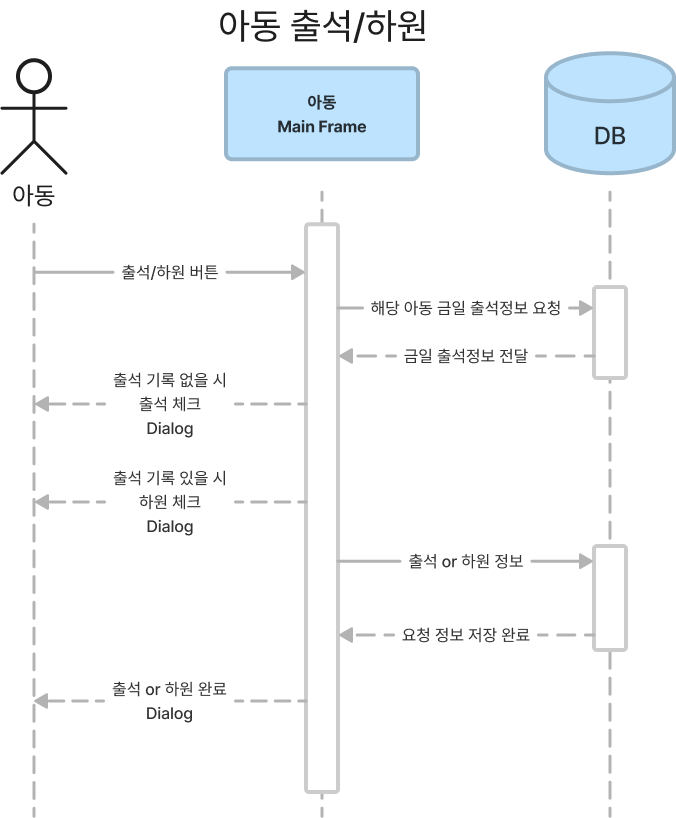 아동 출석/하원
아동
Main Frame
DB
아동
출석/하원 버튼
해당 아동 금일 출석정보 요청
금일 출석정보 전달
출석 기록 없을 시
출석 체크
Dialog
출석 기록 있을 시
하원 체크
Dialog
출석 or 하원 정보
요청 정보 저장 완료
출석 or 하원 완료
Dialog